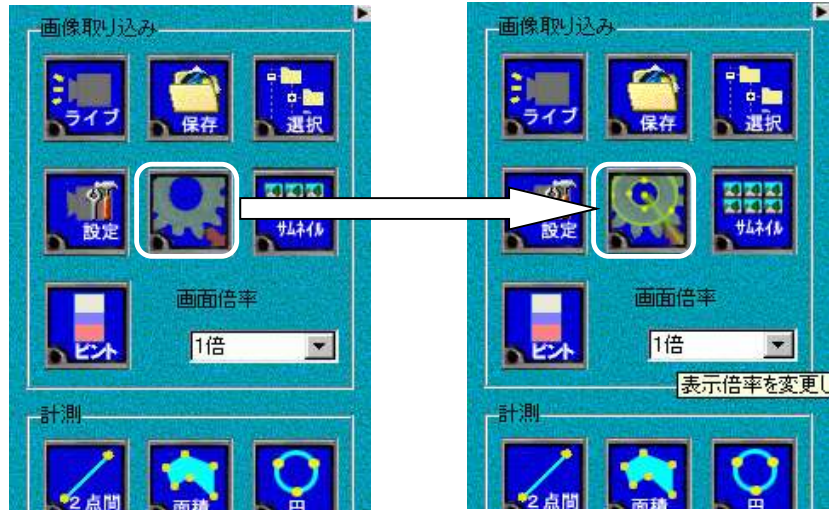 画像取り込み
ライブ
保存
選択
設定
サムネイル
画面倍率
ピント
1倍
計測
2点間
面積
円
画像取り込み
ライブ
保存
選択
設定
サムネイル
画面倍率
ピント
1倍
表示倍率を変更し
計測
2点間
面積
円